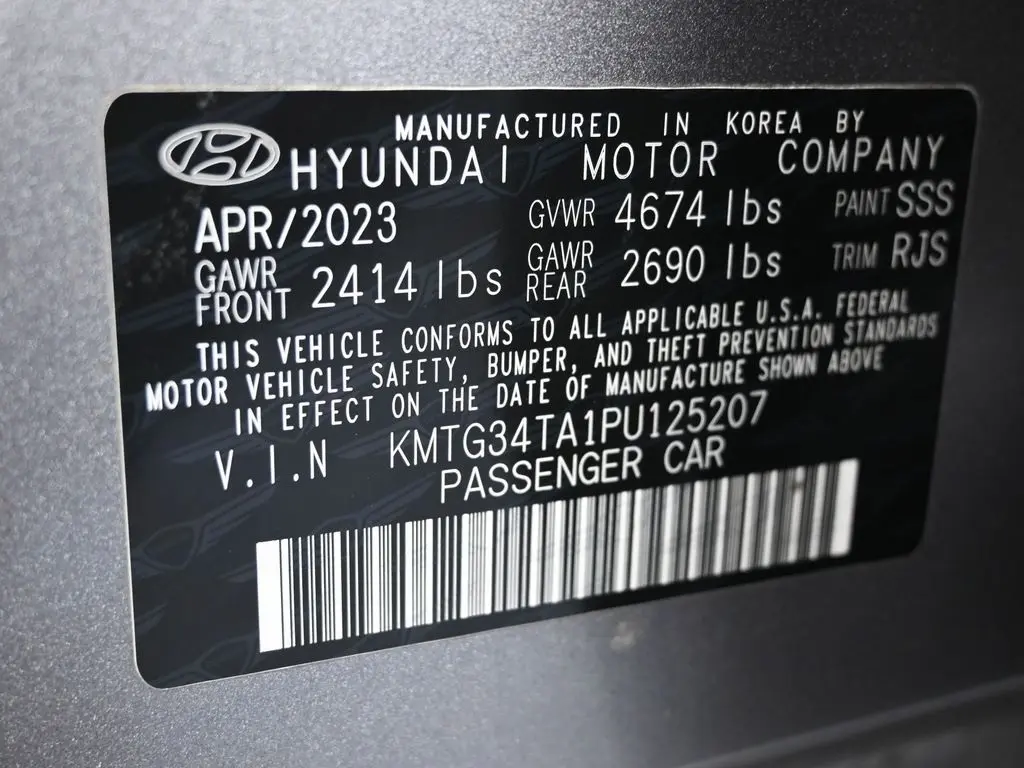 MANUFACTURED IN KOREA BY
HYUNDAI MOTOR COMPANY
APR/2023 GVWR 4674 lbs PAINT SSS
GAWR FRONT 2414 lbs GAWR REAR 2690 lbs TRIM RJS
THIS VEHICLE CONFORMS TO ALL APPLICABLE U.S.A. FEDERAL
MOTOR VEHICLE SAFETY, BUMPER, AND THEFT PREVENTION STANDARDS
IN EFFECT ON THE DATE OF MANUFACTURE SHOWN ABOVE
V.I.N KMTG34TA1PU125207
PASSENGER CAR